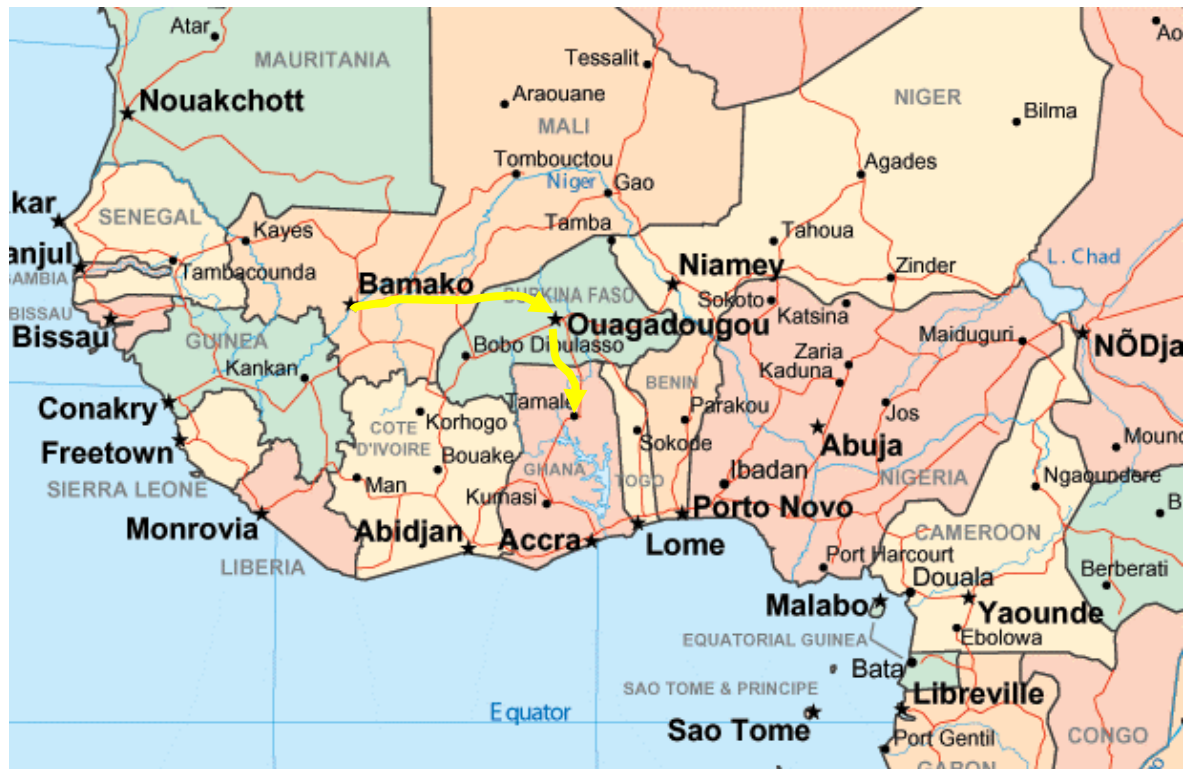 Atar
MAURITANIA
Tessalit
NIGER
Nouakchott
Araouane
Bilma
MALI
Tombouctou
Agades
Niger
Gao
kar
SENEGAL
Kayes
Tamba
Tahoua
L. Chad
anjul
GAMBIA
Tambacounda
Bamako
BURKINA FASO
Niamey
Zinder
Sokoto
Katsina
BISSAU
Bissau
GUINEA
Ouagadougou
Maiduguri
NÕDja
Bobo Dioulasso
Zaria
Kaduna
Kankan
BENIN
Conakry
Tamale
Parakou
Jos
Korhogo
COTE
D'IVOIRE
Freetown
Sokode
Abuja
Mound
Bouake
SIERRA LEONE
Man
GHANA
TOGO
Ibadan
NIGERIA
Ngaoundere
Kumasi
Porto Novo
B
Monrovia
Abidjan
Accra
Lome
CAMEROON
LIBERIA
Port Harcourt
Douala
Berberati
Malabo
Yaounde
EQUATORIAL GUINEA
Ebolowa
Bata
SAO TOME & PRINCIPE
Libreville
Equator
Sao Tome
CONGO
Port Gentil
GABON
Ao